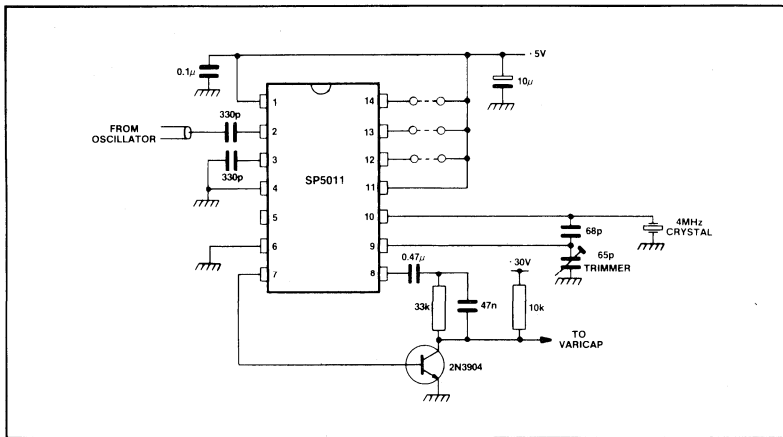 · 5V
0.1µ
10µ
1
14
FROM
OSCILLATOR
330p
2
13
330p
3
12
SP5011
4
11
5
10
4MHz
CRYSTAL
68p
6
9
65p
TRIMMER
7
8
0.47µ
· 30V
33k
47n
10k
TO
VARICAP
2N3904